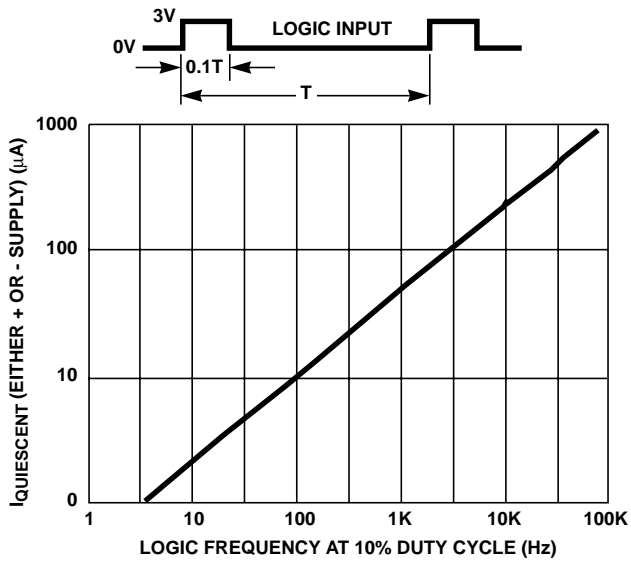 3V
LOGIC INPUT
0V
0.1T
T
1000
100
10
0
IQUIESCENT (EITHER + OR - SUPPLY) (µA)
1 10 100 1K 10K 100K
LOGIC FREQUENCY AT 10% DUTY CYCLE (Hz)